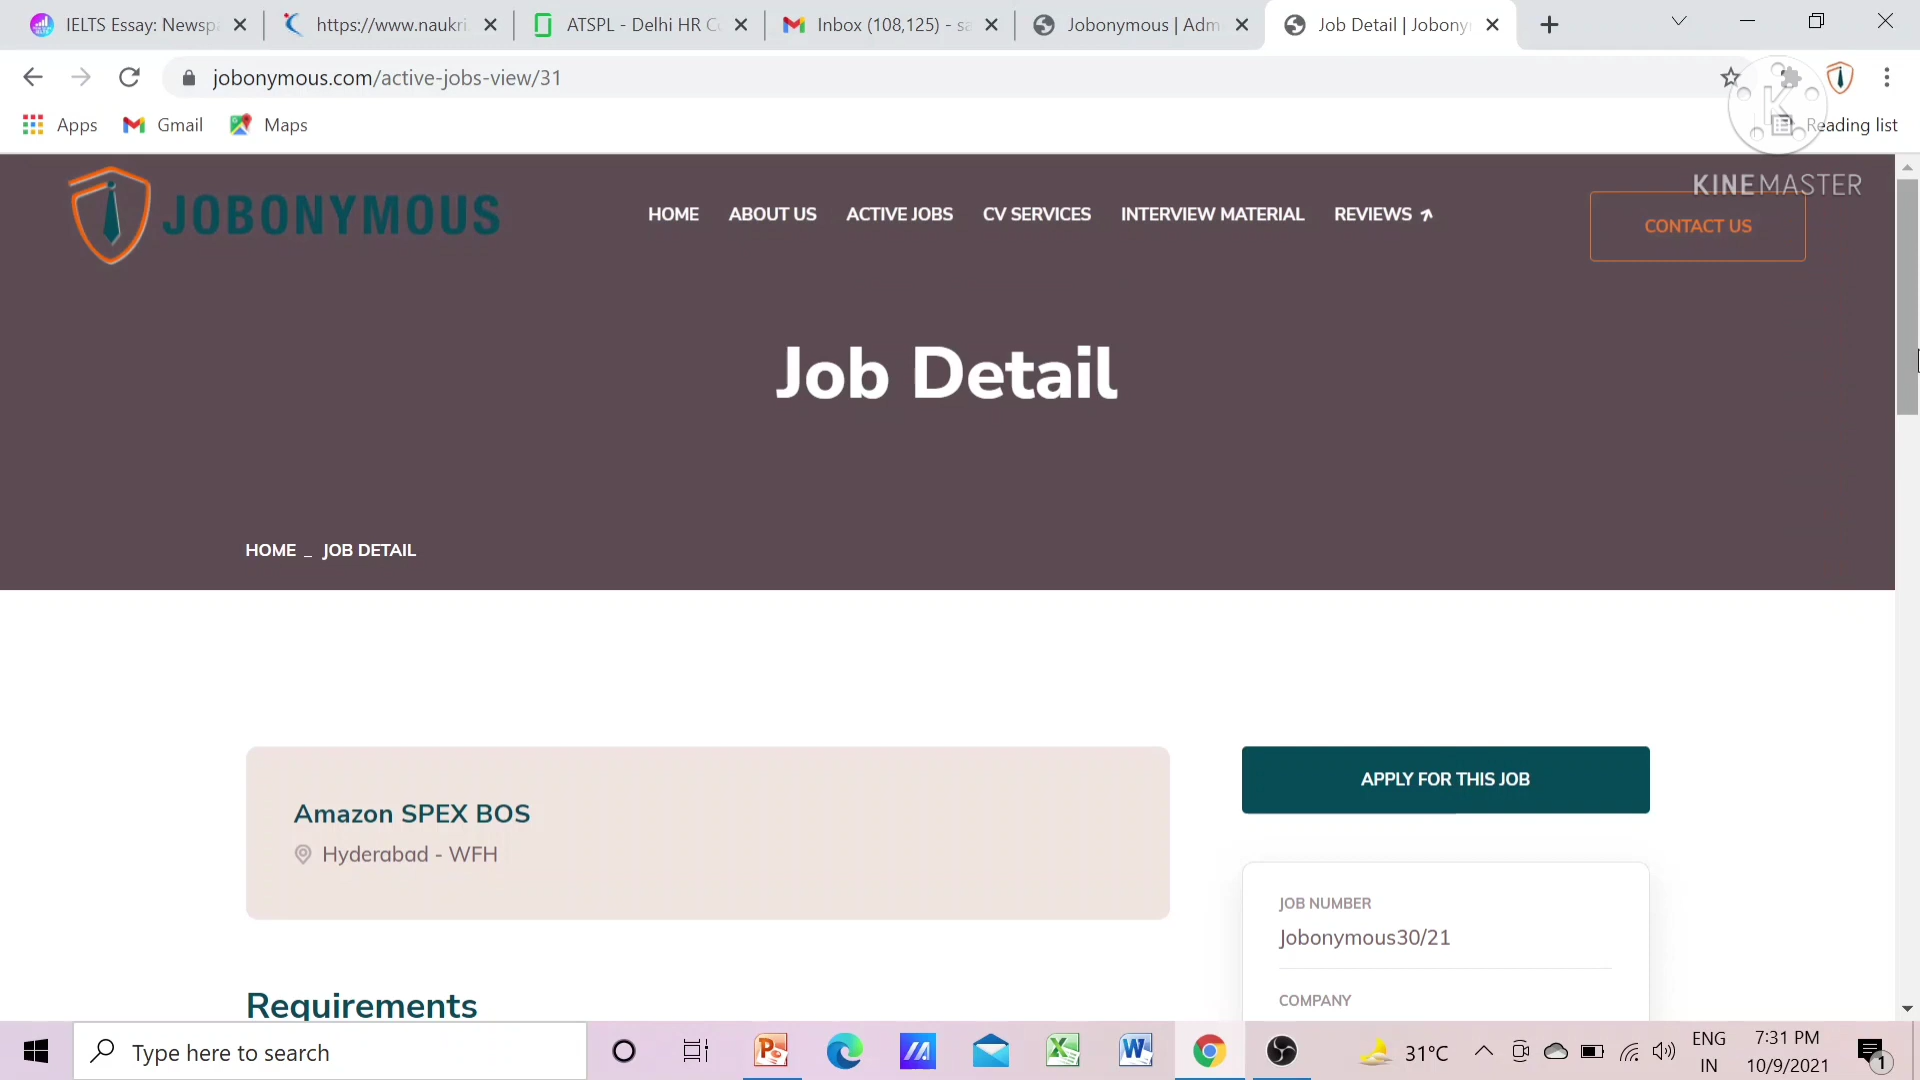 IELTS Essay: Newsp
https://www.naukri
ATSPL - Delhi HR C
Inbox (108,125) - sa
Jobonymous | Adm
Job Detail | Jobony
jobonymous.com/active-jobs-view/31
Apps
Gmail
Maps
Reading list
KINEMASTER
JOBONYMOUS
HOME
ABOUT US
ACTIVE JOBS
CV SERVICES
INTERVIEW MATERIAL
REVIEWS
CONTACT US
Job Detail
HOME _ JOB DETAIL
Amazon SPEX BOS
Hyderabad - WFH
APPLY FOR THIS JOB
JOB NUMBER
Jobonymous30/21
COMPANY
Requirements
Type here to search
31°C
ENG
IN
7:31 PM
10/9/2021
1